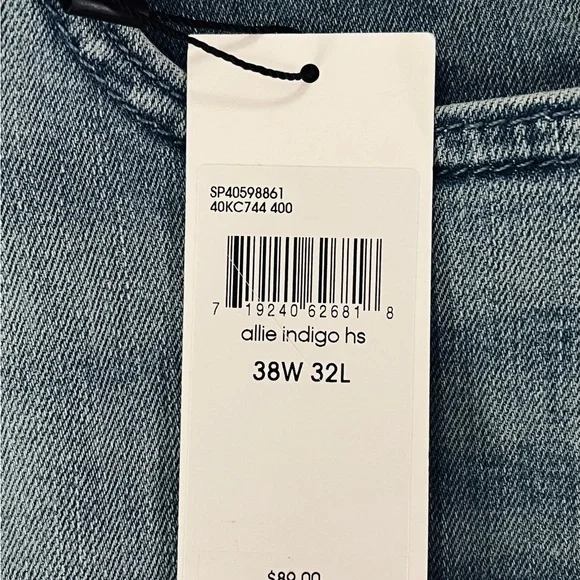 SP40598861
40KC744 400
7 19240 62681 8
allie indigo hs
38W 32L
$89.00